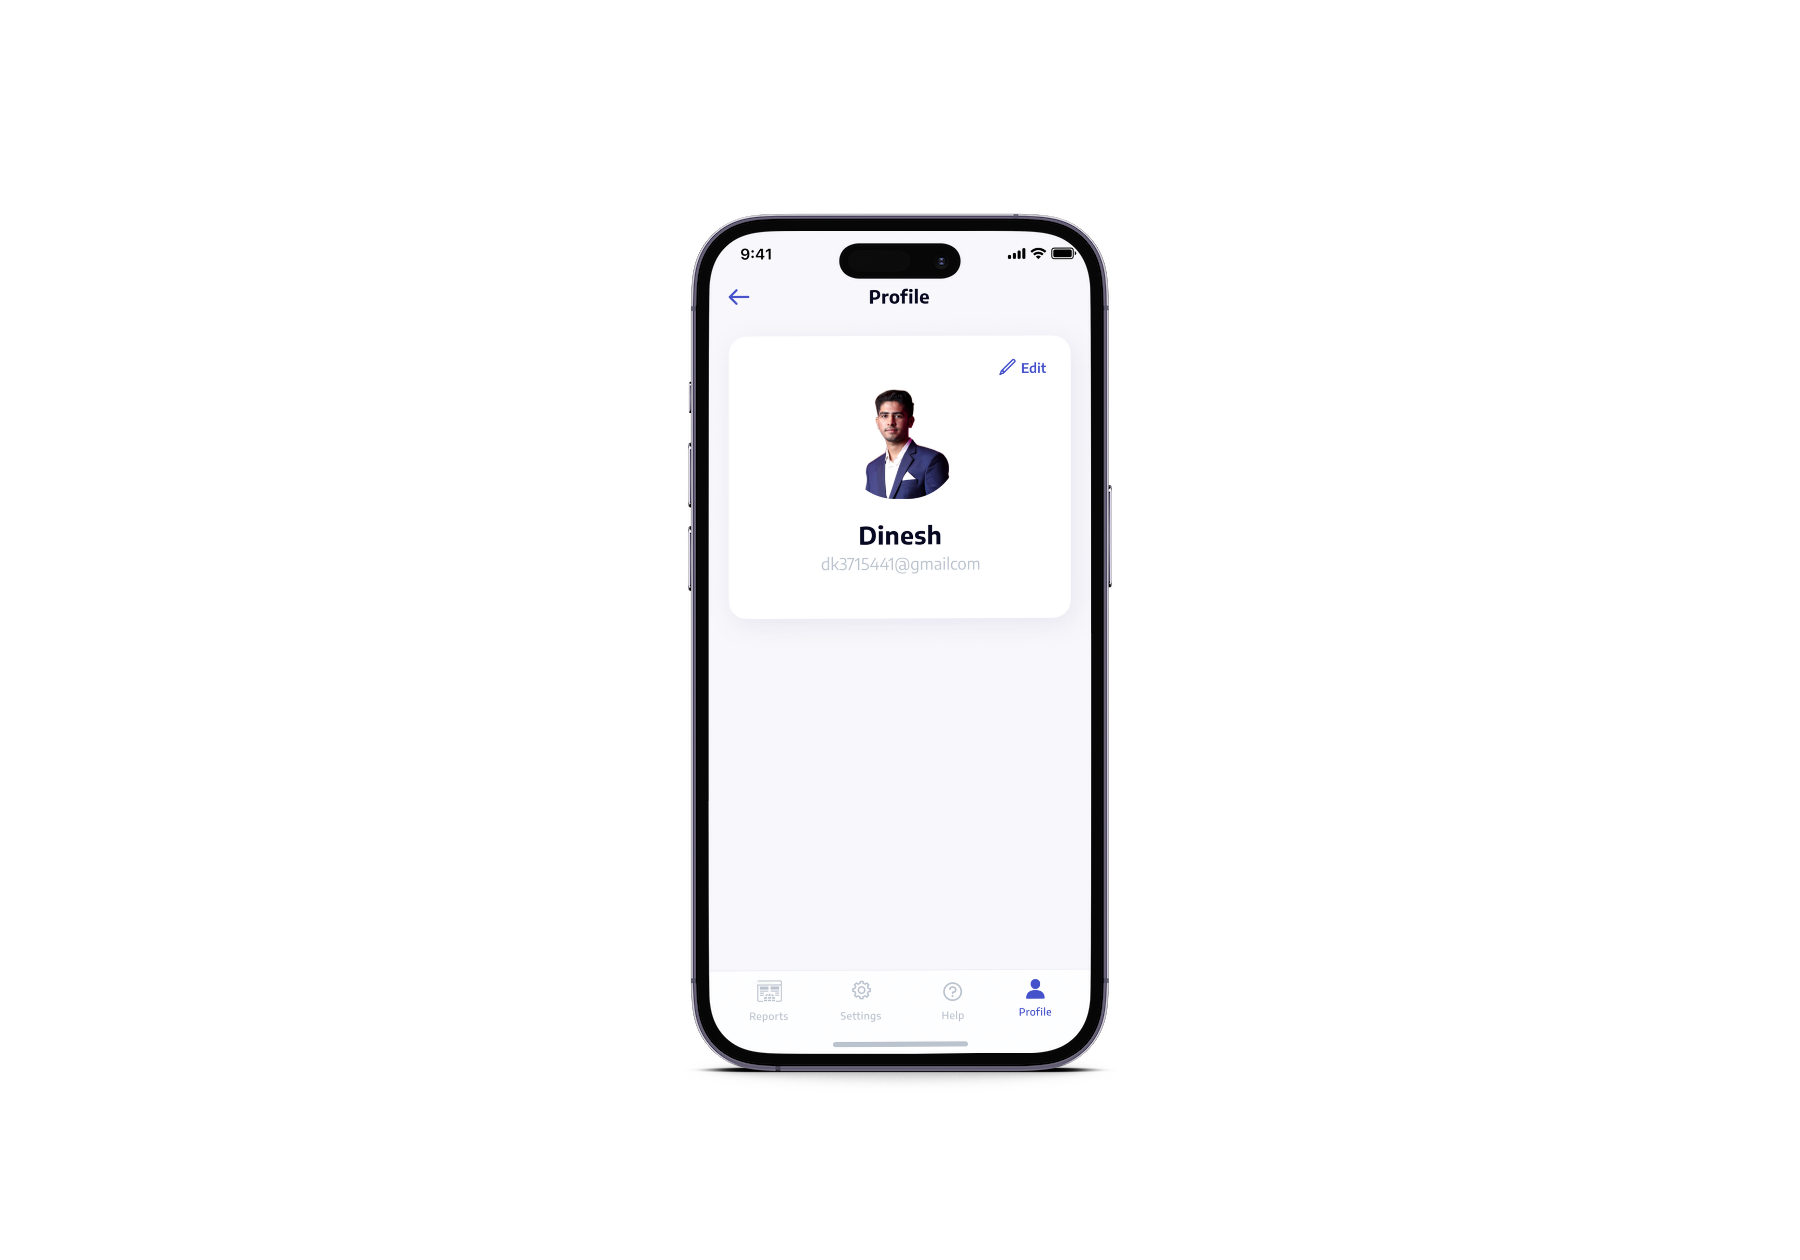 9:41
Profile
Edit
Dinesh
dk3715441@gmailcom
Reports
Settings
Help
Profile